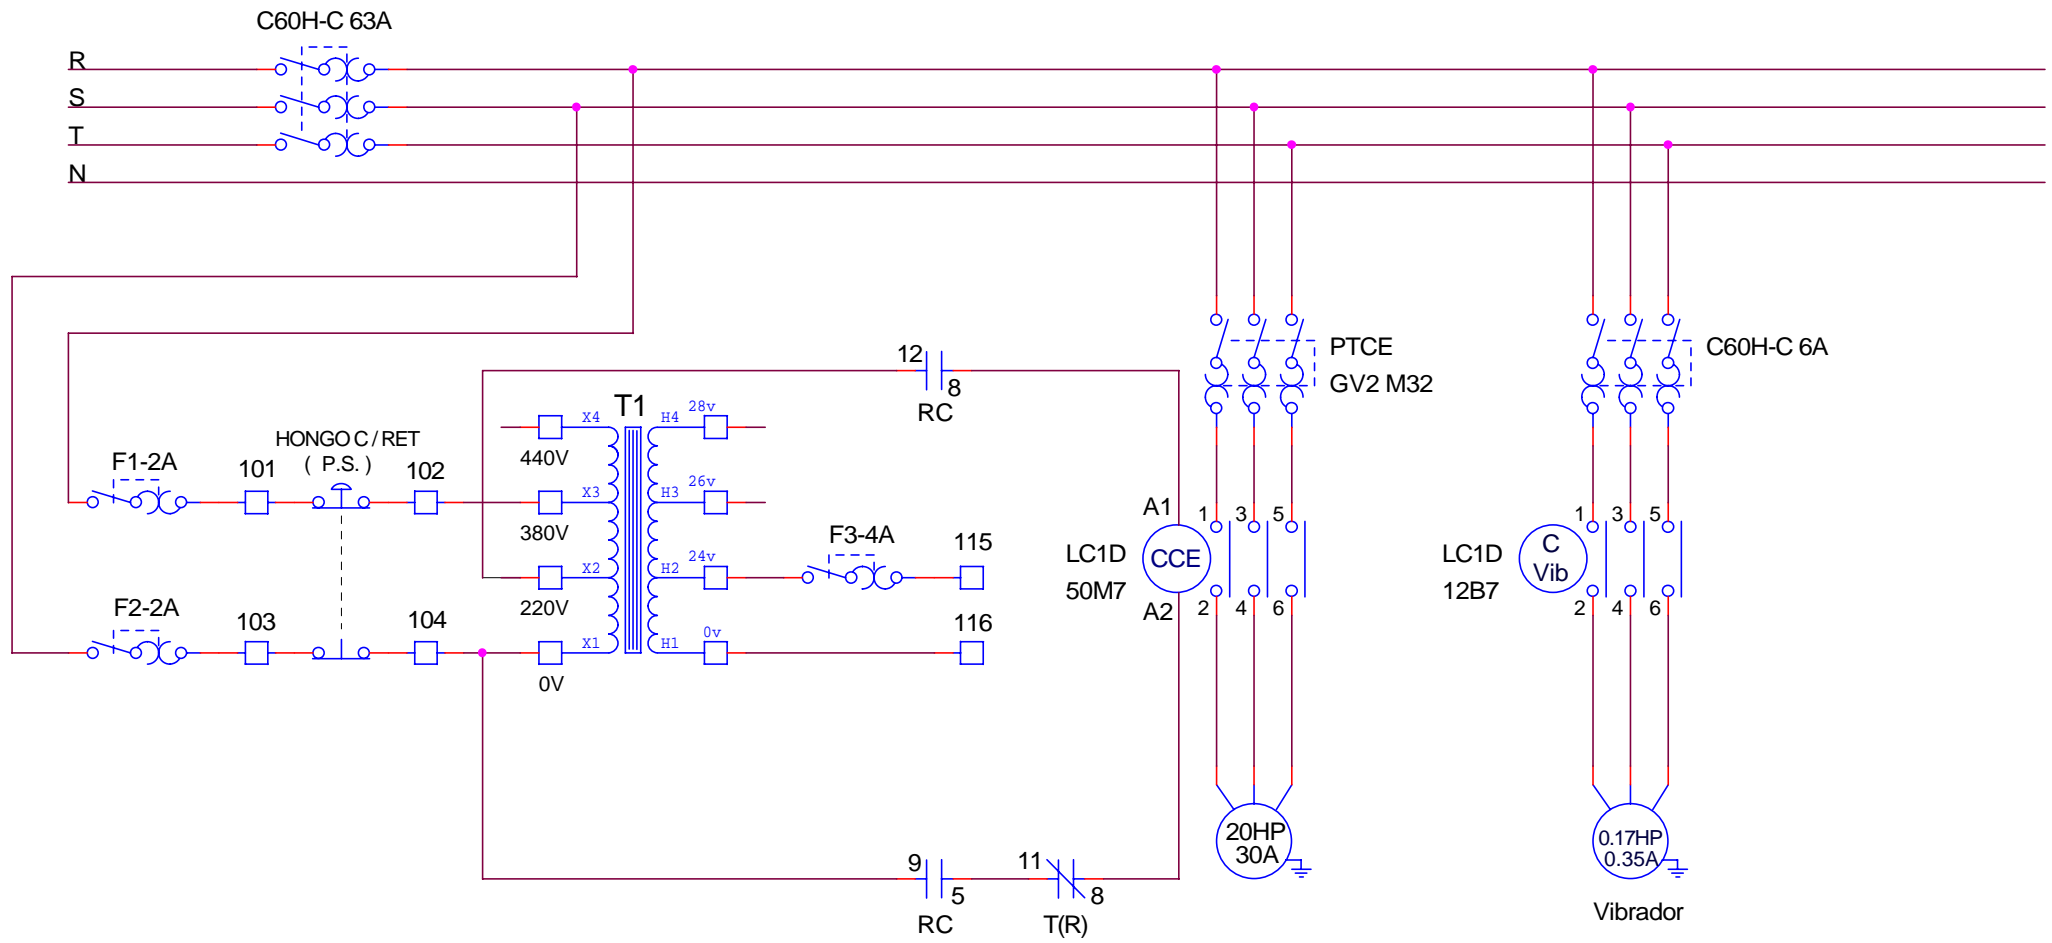 C60H-C 63A
R
S
T
N
PTCE
GV2 M32
C60H-C 6A
12
8
RC
T1
X4
H4
28v
440V
HONGO C / RET
( P.S. )
F1-2A
101
102
X3
H3
26v
380V
F3-4A
115
X2
H2
24v
220V
F2-2A
103
104
X1
H1
0v
0V
116
A1
LC1D
CCE
50M7
A2
1
3
5
2
4
6
LC1D
C
Vib
12B7
1
3
5
2
4
6
20HP
30A
0.17HP
0.35A
Vibrador
9
5
RC
11
8
T(R)